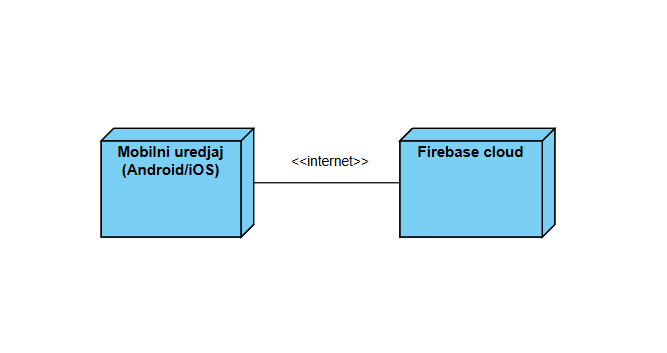 Mobilni uredjaj
(Android/iOS)
<<internet>>
Firebase cloud